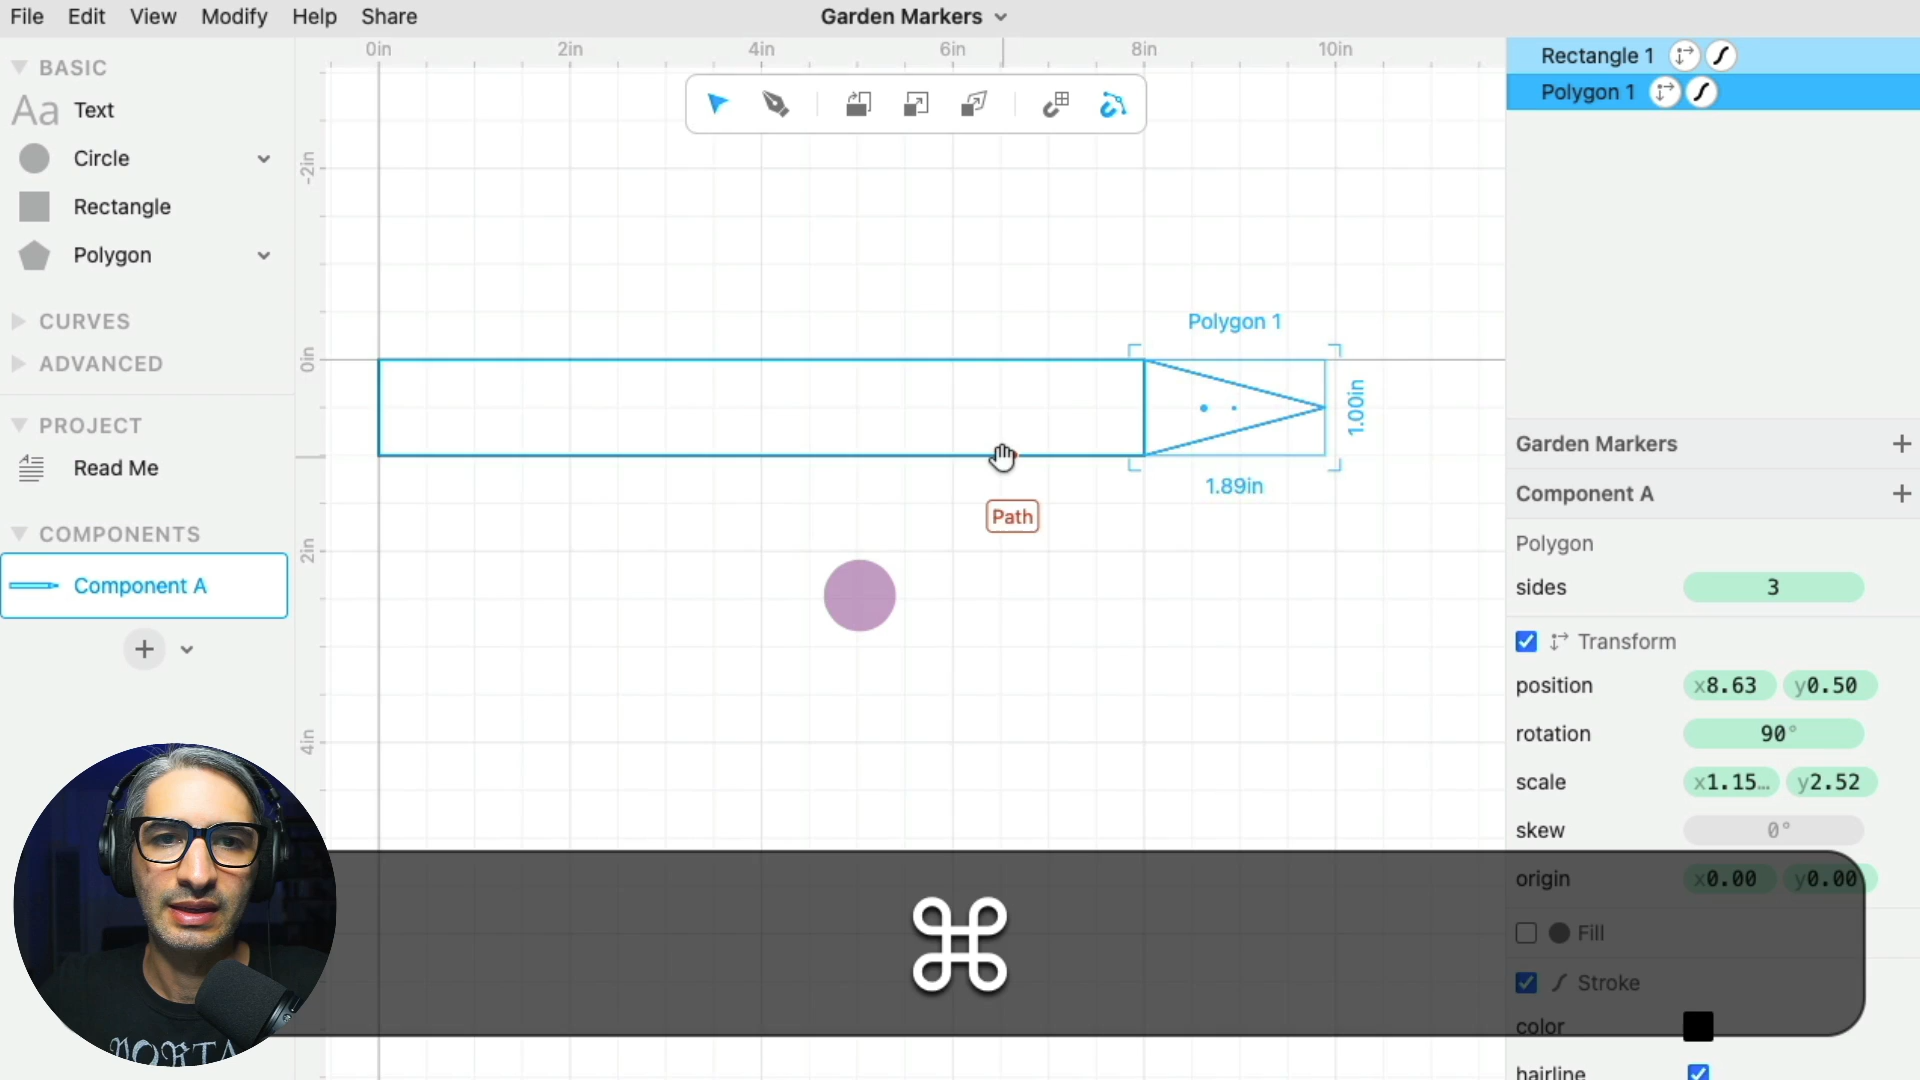 File Edit View Modify Help Share
Garden Markers
BASIC
Aa Text
Circle
Rectangle
Polygon
CURVES
ADVANCED
PROJECT
Read Me
COMPONENTS
Component A
0in 2in 4in 6in 8in 10in
-2in
0in
2in
4in
Polygon 1
1.00in
1.89in
Path
⌘
PORTA
Rectangle 1
Polygon 1
Garden Markers
Component A
Polygon
sides 3
Transform
position x8.63 y0.50
rotation 90°
scale x1.15… y2.52
skew 0°
origin x0.00 y0.00
Fill
Stroke
color
hairline